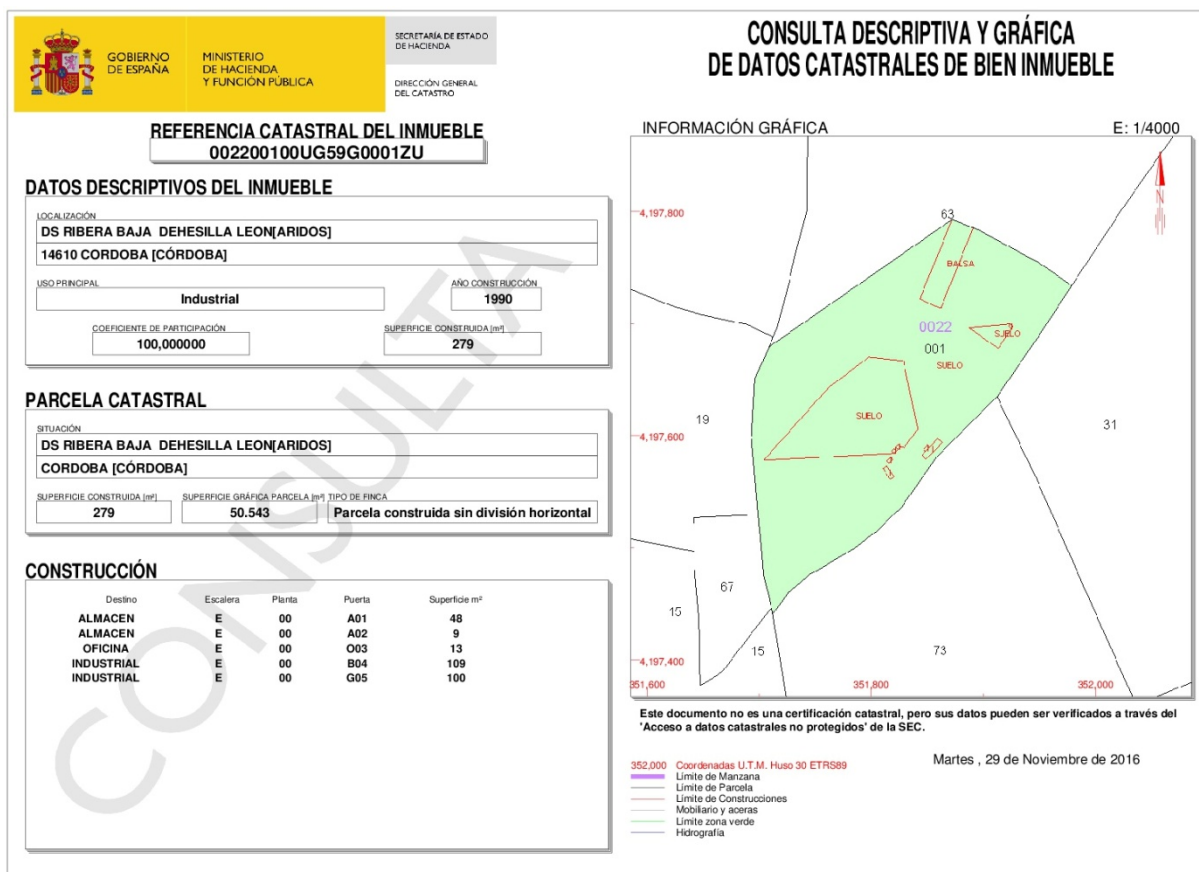 GOBIERNO
DE ESPAÑA
MINISTERIO
DE HACIENDA
Y FUNCIÓN PÚBLICA
SECRETARÍA DE ESTADO
DE HACIENDA
DIRECCIÓN GENERAL
DEL CATASTRO
CONSULTA DESCRIPTIVA Y GRÁFICA
DE DATOS CATASTRALES DE BIEN INMUEBLE
REFERENCIA CATASTRAL DEL INMUEBLE
002200100UG59G0001ZU
DATOS DESCRIPTIVOS DEL INMUEBLE
LOCALIZACIÓN
DS RIBERA BAJA DEHESILLA LEON[ARIDOS]
14610 CORDOBA [CÓRDOBA]
USO PRINCIPAL
Industrial
AÑO CONSTRUCCIÓN
1990
COEFICIENTE DE PARTICIPACIÓN
100,000000
SUPERFICIE CONSTRUIDA [m²]
279
PARCELA CATASTRAL
SITUACIÓN
DS RIBERA BAJA DEHESILLA LEON[ARIDOS]
CORDOBA [CÓRDOBA]
SUPERFICIE CONSTRUIDA [m²]
279
SUPERFICIE GRÁFICA PARCELA [m²]
50.543
TIPO DE FINCA
Parcela construida sin división horizontal
CONSTRUCCIÓN
Destino Escalera Planta Puerta Superficie m²
ALMACEN E 00 A01 48
ALMACEN E 00 A02 9
OFICINA E 00 O03 13
INDUSTRIAL E 00 B04 109
INDUSTRIAL E 00 G05 100
CONSULTA
INFORMACIÓN GRÁFICA E: 1/4000
4,197,800
63
N
BALSA
0022
001
SUELO
SUELO
SUELO
19
31
4,197,600
67
15
15
73
4,197,400
351,600 351,800 352,000
Este documento no es una certificación catastral, pero sus datos pueden ser verificados a través del
'Acceso a datos catastrales no protegidos' de la SEC.
Martes , 29 de Noviembre de 2016
352,000 Coordenadas U.T.M. Huso 30 ETRS89
Limite de Manzana
Limite de Parcela
Limite de Construcciones
Mobiliario y aceras
Limite zona verde
Hidrografía